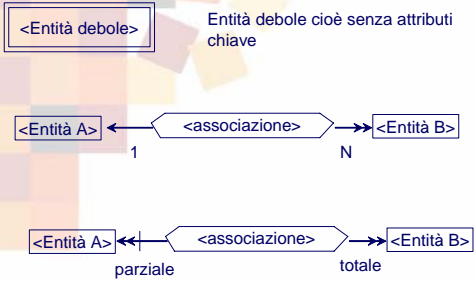 <Entità debole>
Entità debole cioè senza attributi
chiave
<Entità A>
<associazione>
<Entità B>
1
N
<Entità A>
<associazione>
<Entità B>
parziale
totale